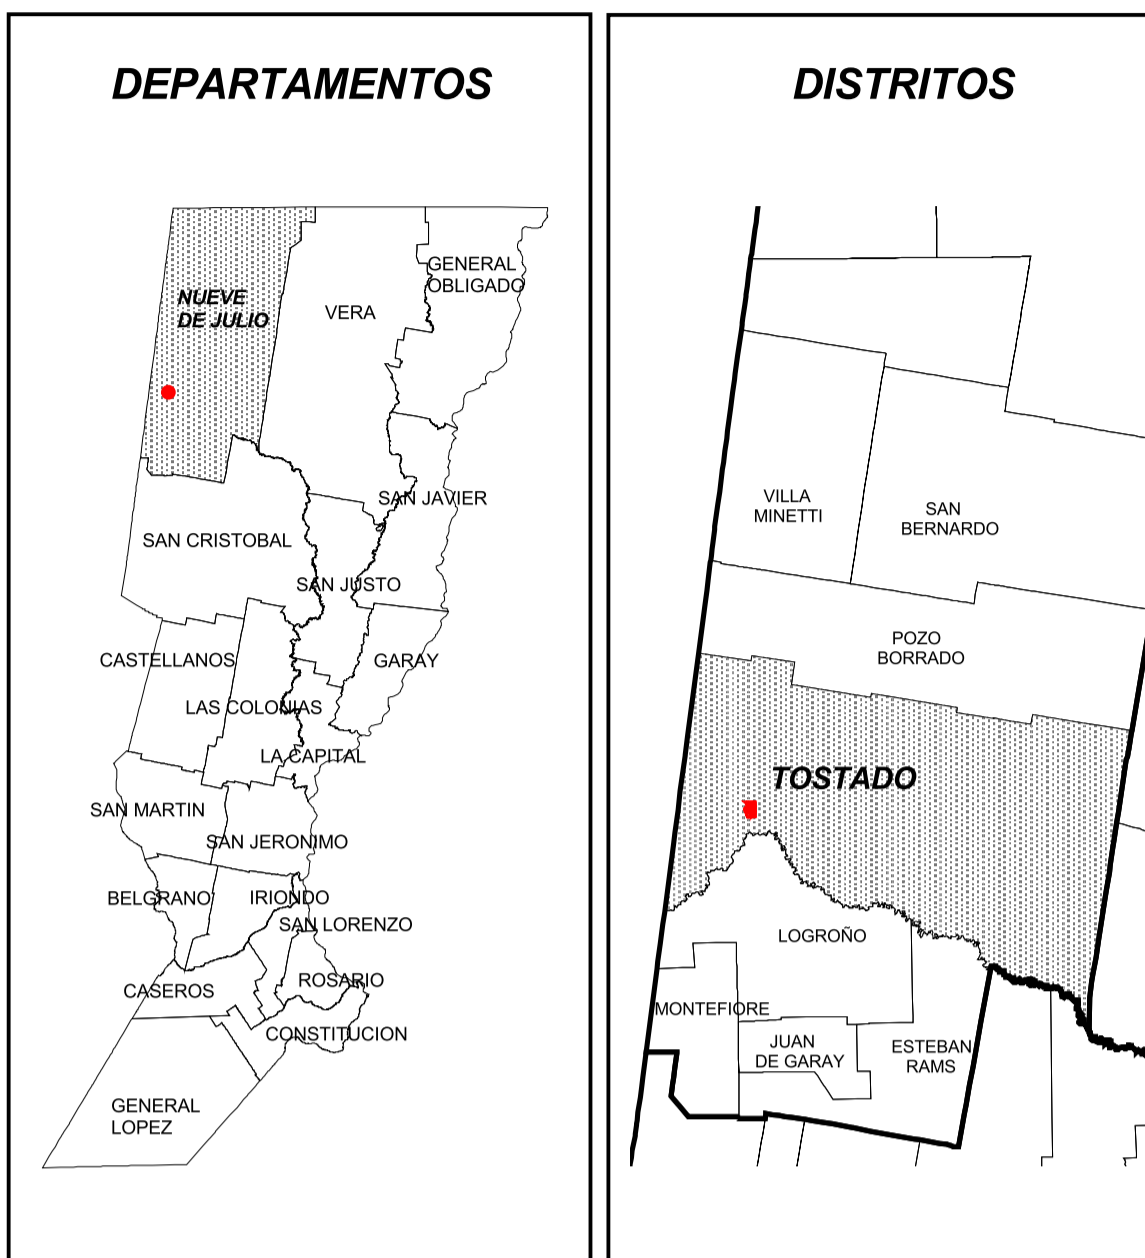 DEPARTAMENTOS
GENERAL
OBLIGADO
NUEVE
DE JULIO
VERA
SAN JAVIER
SAN CRISTOBAL
SAN JUSTO
CASTELLANOS
GARAY
LAS COLONIAS
LA CAPITAL
SAN MARTIN
SAN JERONIMO
BELGRANO
IRIONDO
SAN LORENZO
ROSARIO
CASEROS
CONSTITUCION
GENERAL
LOPEZ
DISTRITOS
VILLA
MINETTI
SAN
BERNARDO
POZO
BORRADO
TOSTADO
LOGROÑO
MONTEFIORE
JUAN
DE GARAY
ESTEBAN
RAMS